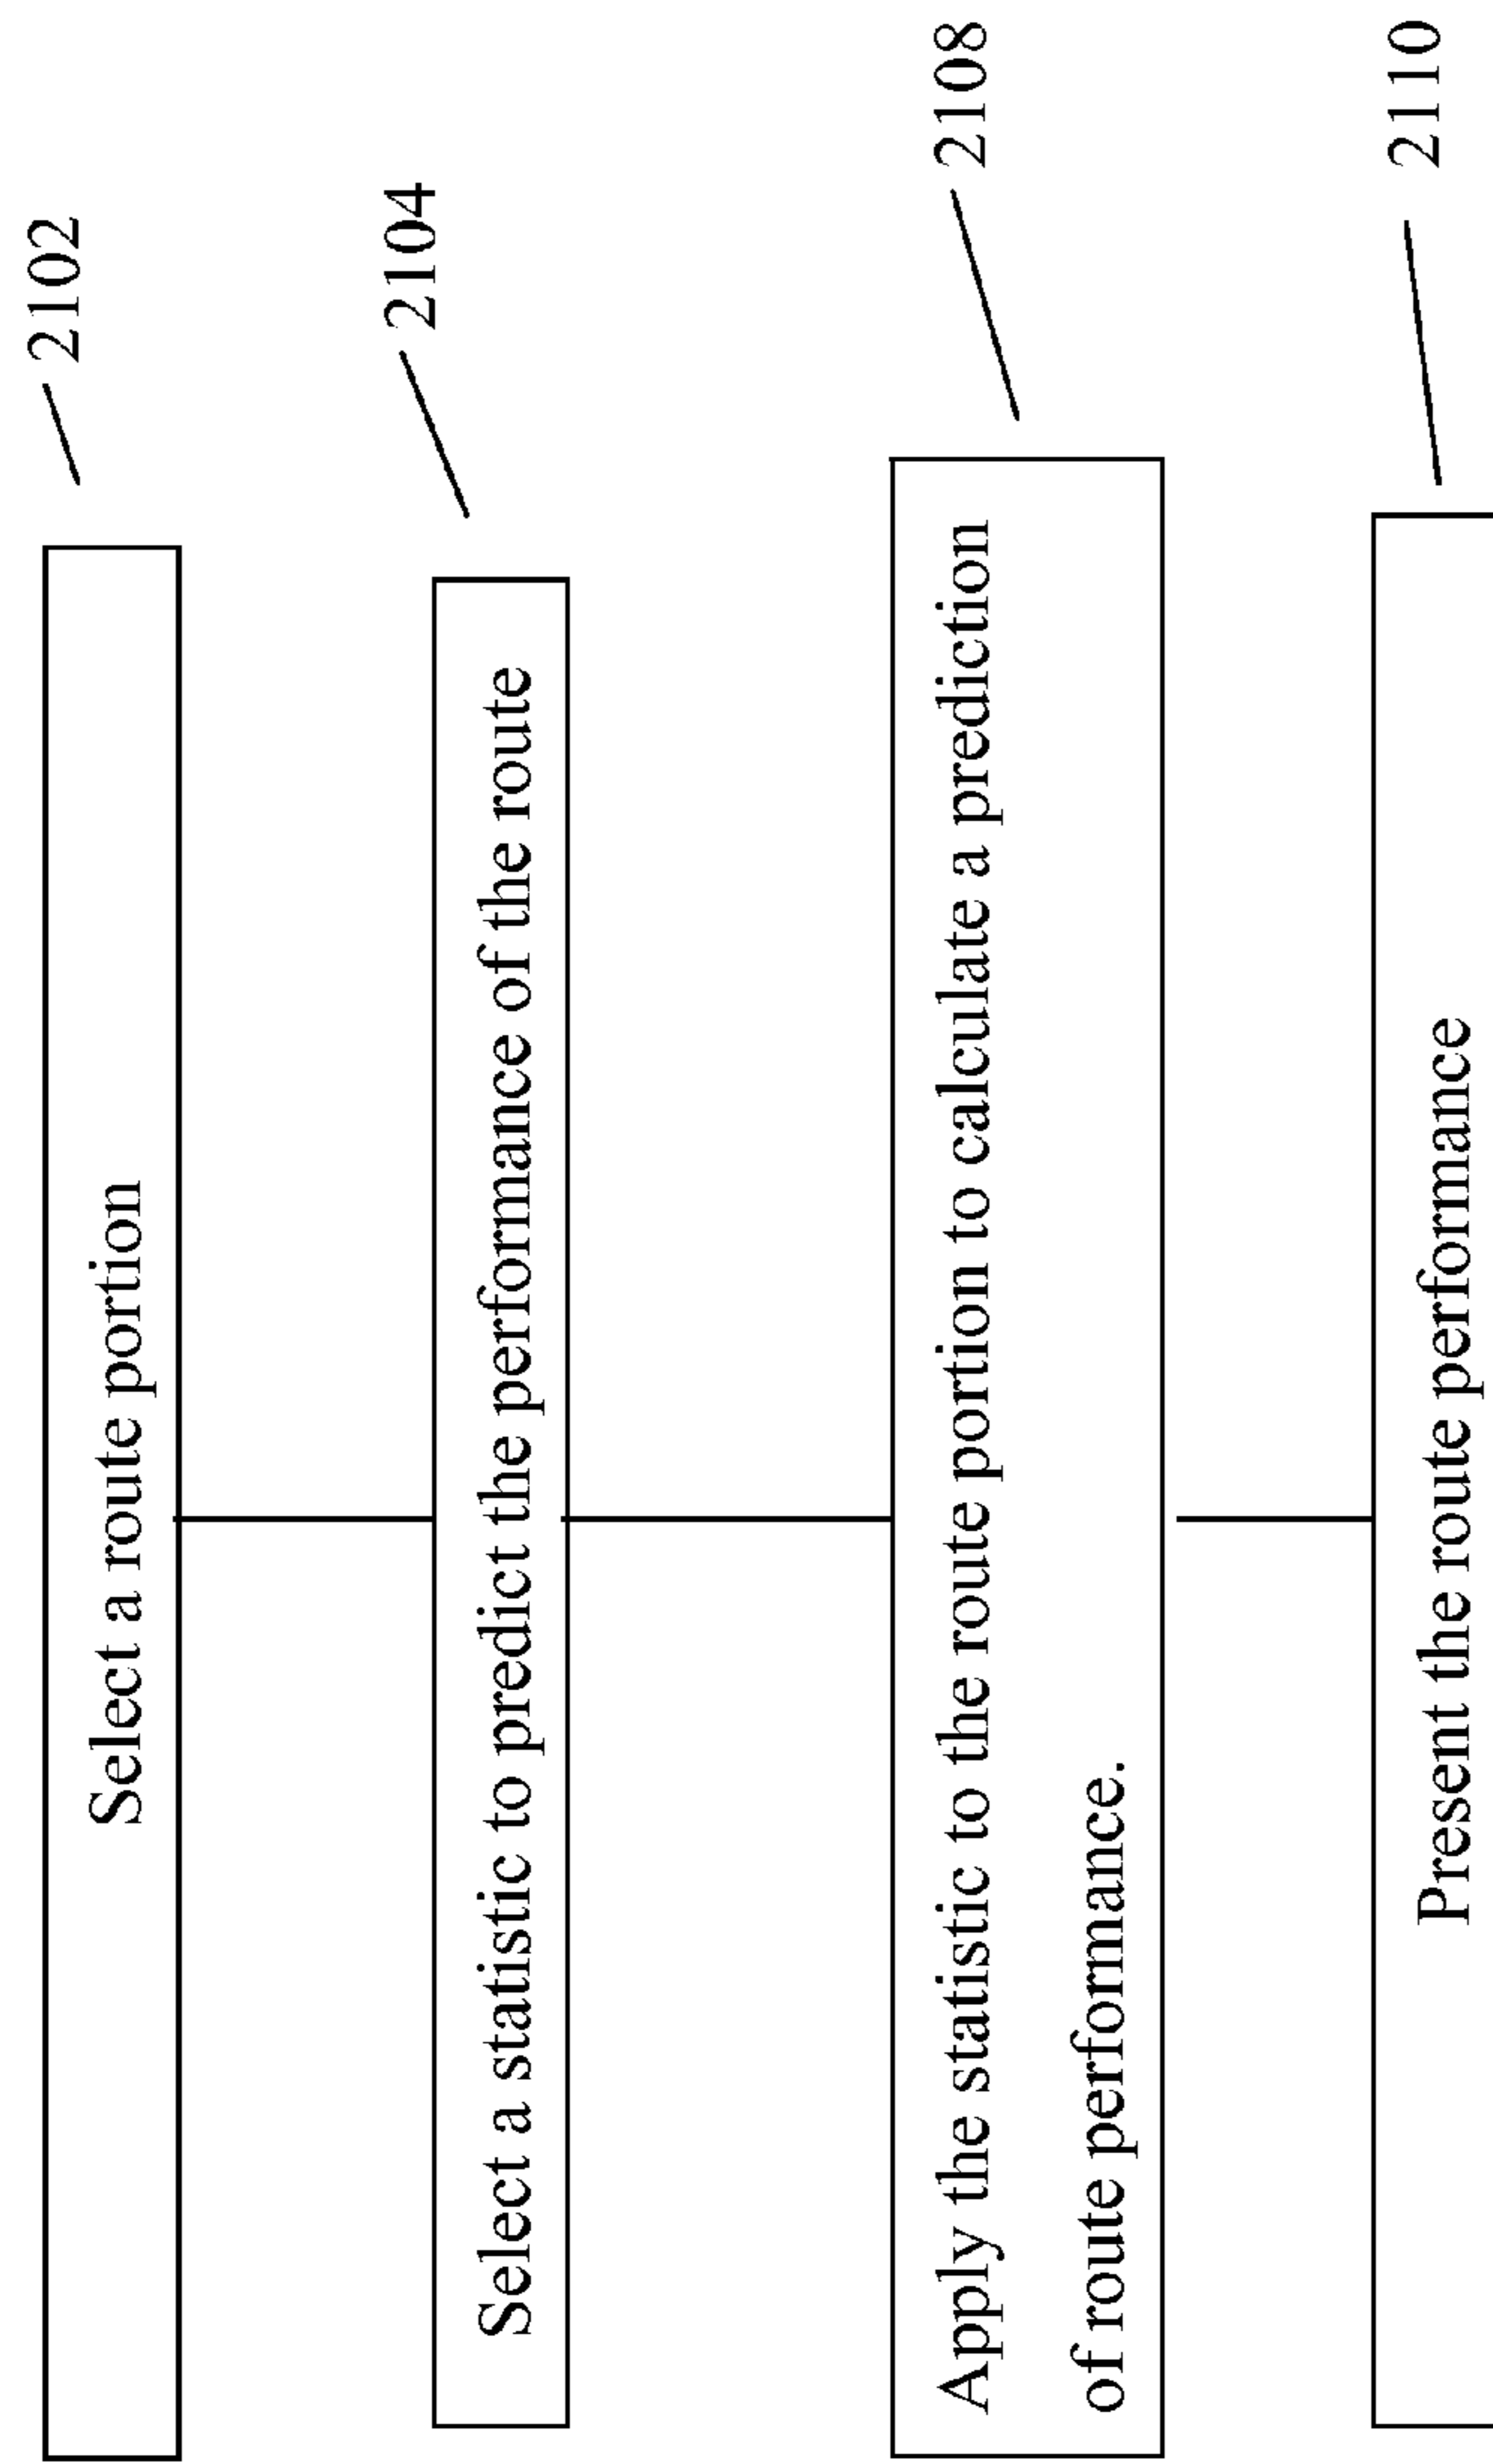 2102
Select a route portion
2104
Select a statistic to predict the performance of the route
2108
Apply the statistic to the route portion to calculate a prediction
of route performance.
2110
Present the route performance